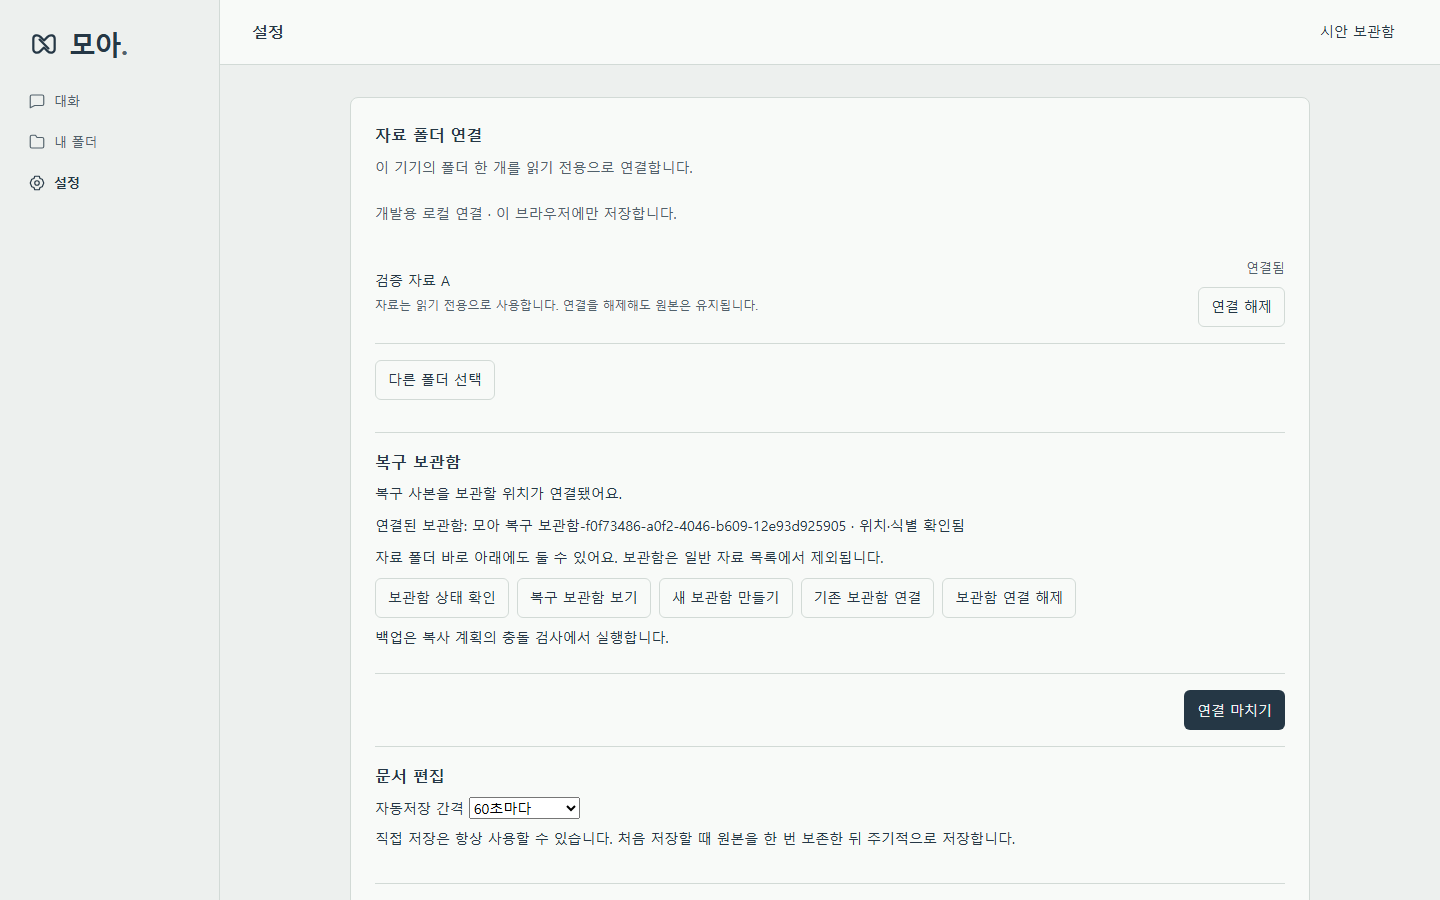 모아.
설정
시안 보관함
대화
내 폴더
설정
자료 폴더 연결
이 기기의 폴더 한 개를 읽기 전용으로 연결합니다.
개발용 로컬 연결 · 이 브라우저에만 저장합니다.
연결됨
검증 자료 A
자료는 읽기 전용으로 사용합니다. 연결을 해제해도 원본은 유지됩니다.
연결 해제
다른 폴더 선택
복구 보관함
복구 사본을 보관할 위치가 연결됐어요.
연결된 보관함: 모아 복구 보관함-f0f73486-a0f2-4046-b609-12e93d925905 · 위치·식별 확인됨
자료 폴더 바로 아래에도 둘 수 있어요. 보관함은 일반 자료 목록에서 제외됩니다.
보관함 상태 확인 복구 보관함 보기 새 보관함 만들기 기존 보관함 연결 보관함 연결 해제
백업은 복사 계획의 충돌 검사에서 실행합니다.
연결 마치기
문서 편집
자동저장 간격 60초마다
직접 저장은 항상 사용할 수 있습니다. 처음 저장할 때 원본을 한 번 보존한 뒤 주기적으로 저장합니다.